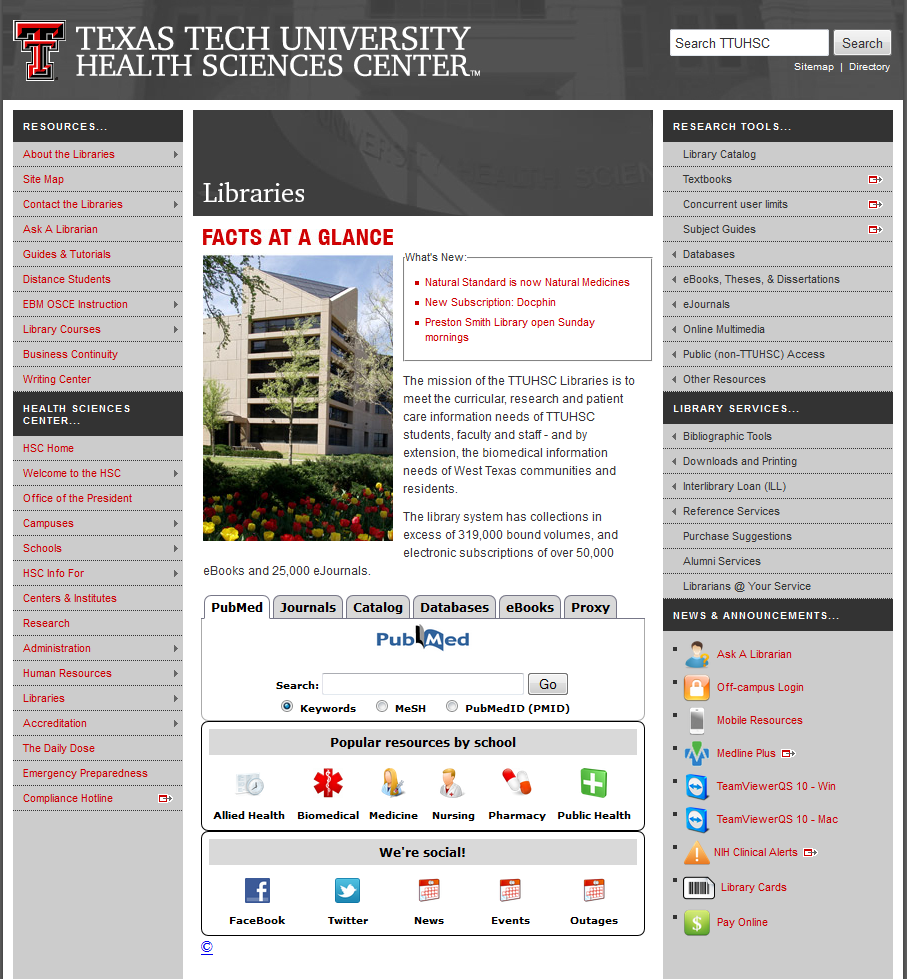 TEXAS TECH UNIVERSITY
HEALTH SCIENCES CENTER™
Search TTUHSC
Search
Sitemap | Directory
RESOURCES...
About the Libraries
Site Map
Contact the Libraries
Ask A Librarian
Guides & Tutorials
Distance Students
EBM OSCE Instruction
Library Courses
Business Continuity
Writing Center
HEALTH SCIENCES
CENTER...
HSC Home
Welcome to the HSC
Office of the President
Campuses
Schools
HSC Info For
Centers & Institutes
Research
Administration
Human Resources
Libraries
Accreditation
The Daily Dose
Emergency Preparedness
Compliance Hotline
Libraries
FACTS AT A GLANCE
What's New:
Natural Standard is now Natural Medicines
New Subscription: Docphin
Preston Smith Library open Sunday
mornings
The mission of the TTUHSC Libraries is to
meet the curricular, research and patient
care information needs of TTUHSC
students, faculty and staff - and by
extension, the biomedical information
needs of West Texas communities and
residents.
The library system has collections in
excess of 319,000 bound volumes, and
electronic subscriptions of over 50,000
eBooks and 25,000 eJournals.
PubMed Journals Catalog Databases eBooks Proxy
PubMed
Search: Go
Keywords MeSH PubMedID (PMID)
Popular resources by school
Allied Health Biomedical Medicine Nursing Pharmacy Public Health
We're social!
FaceBook Twitter News Events Outages
©
RESEARCH TOOLS...
Library Catalog
Textbooks
Concurrent user limits
Subject Guides
Databases
eBooks, Theses, & Dissertations
eJournals
Online Multimedia
Public (non-TTUHSC) Access
Other Resources
LIBRARY SERVICES...
Bibliographic Tools
Downloads and Printing
Interlibrary Loan (ILL)
Reference Services
Purchase Suggestions
Alumni Services
Librarians @ Your Service
NEWS & ANNOUNCEMENTS...
Ask A Librarian
Off-campus Login
Mobile Resources
Medline Plus
TeamViewerQS 10 - Win
TeamViewerQS 10 - Mac
NIH Clinical Alerts
Library Cards
Pay Online